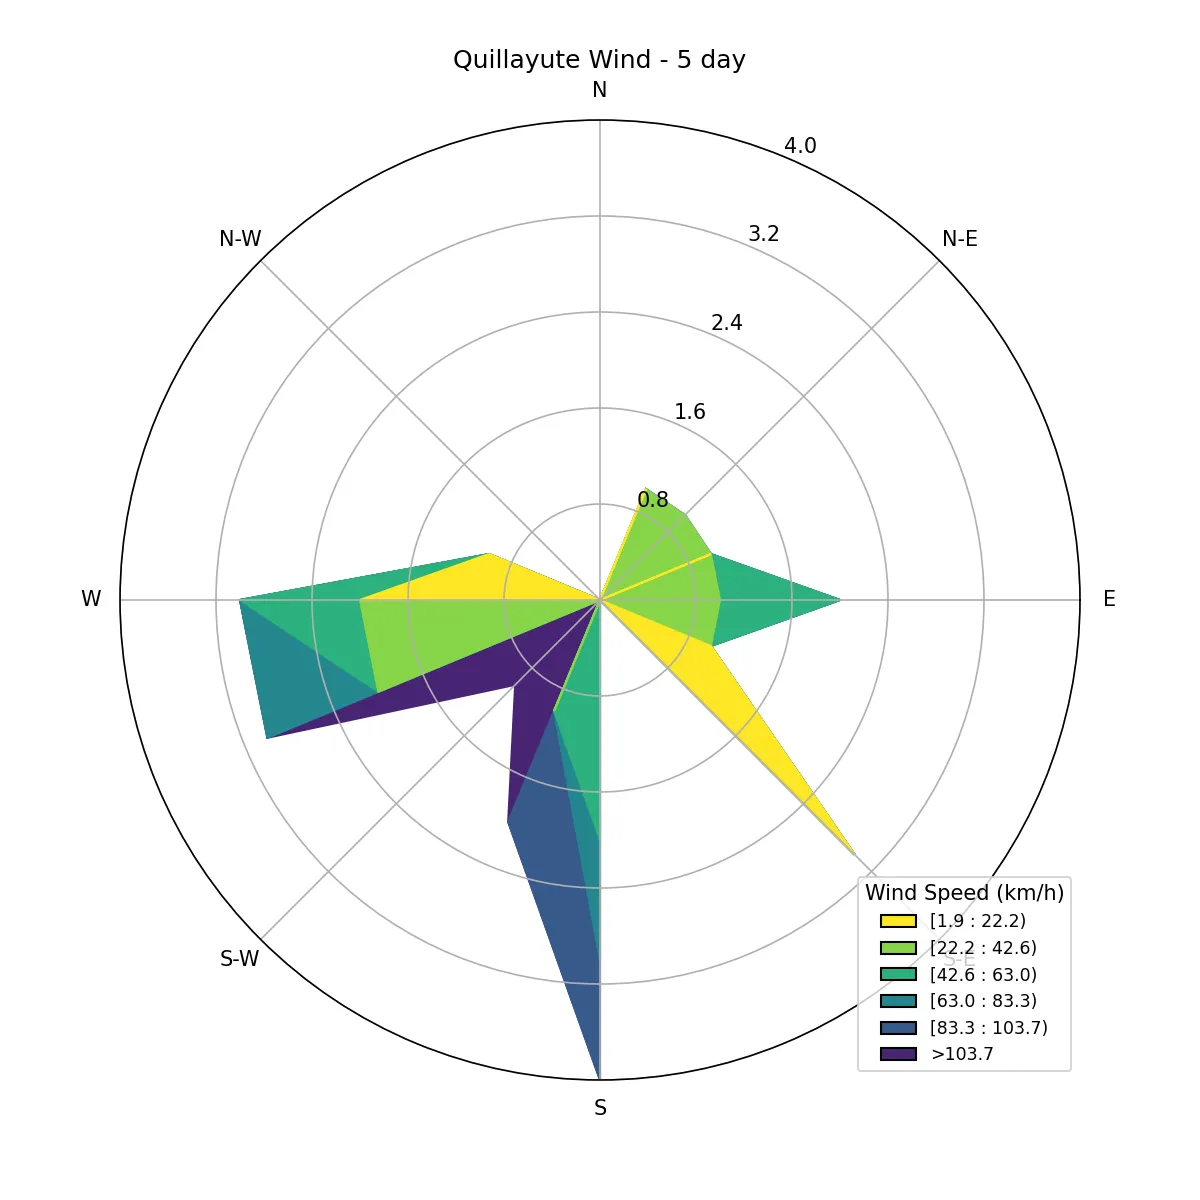 Quillayute Wind - 5 day
N
4.0
N-W
3.2
N-E
2.4
1.6
0.8
W
E
S-W
S-E
S
Wind Speed (km/h)
[1.9 : 22.2)
[22.2 : 42.6)
[42.6 : 63.0)
[63.0 : 83.3)
[83.3 : 103.7)
>103.7